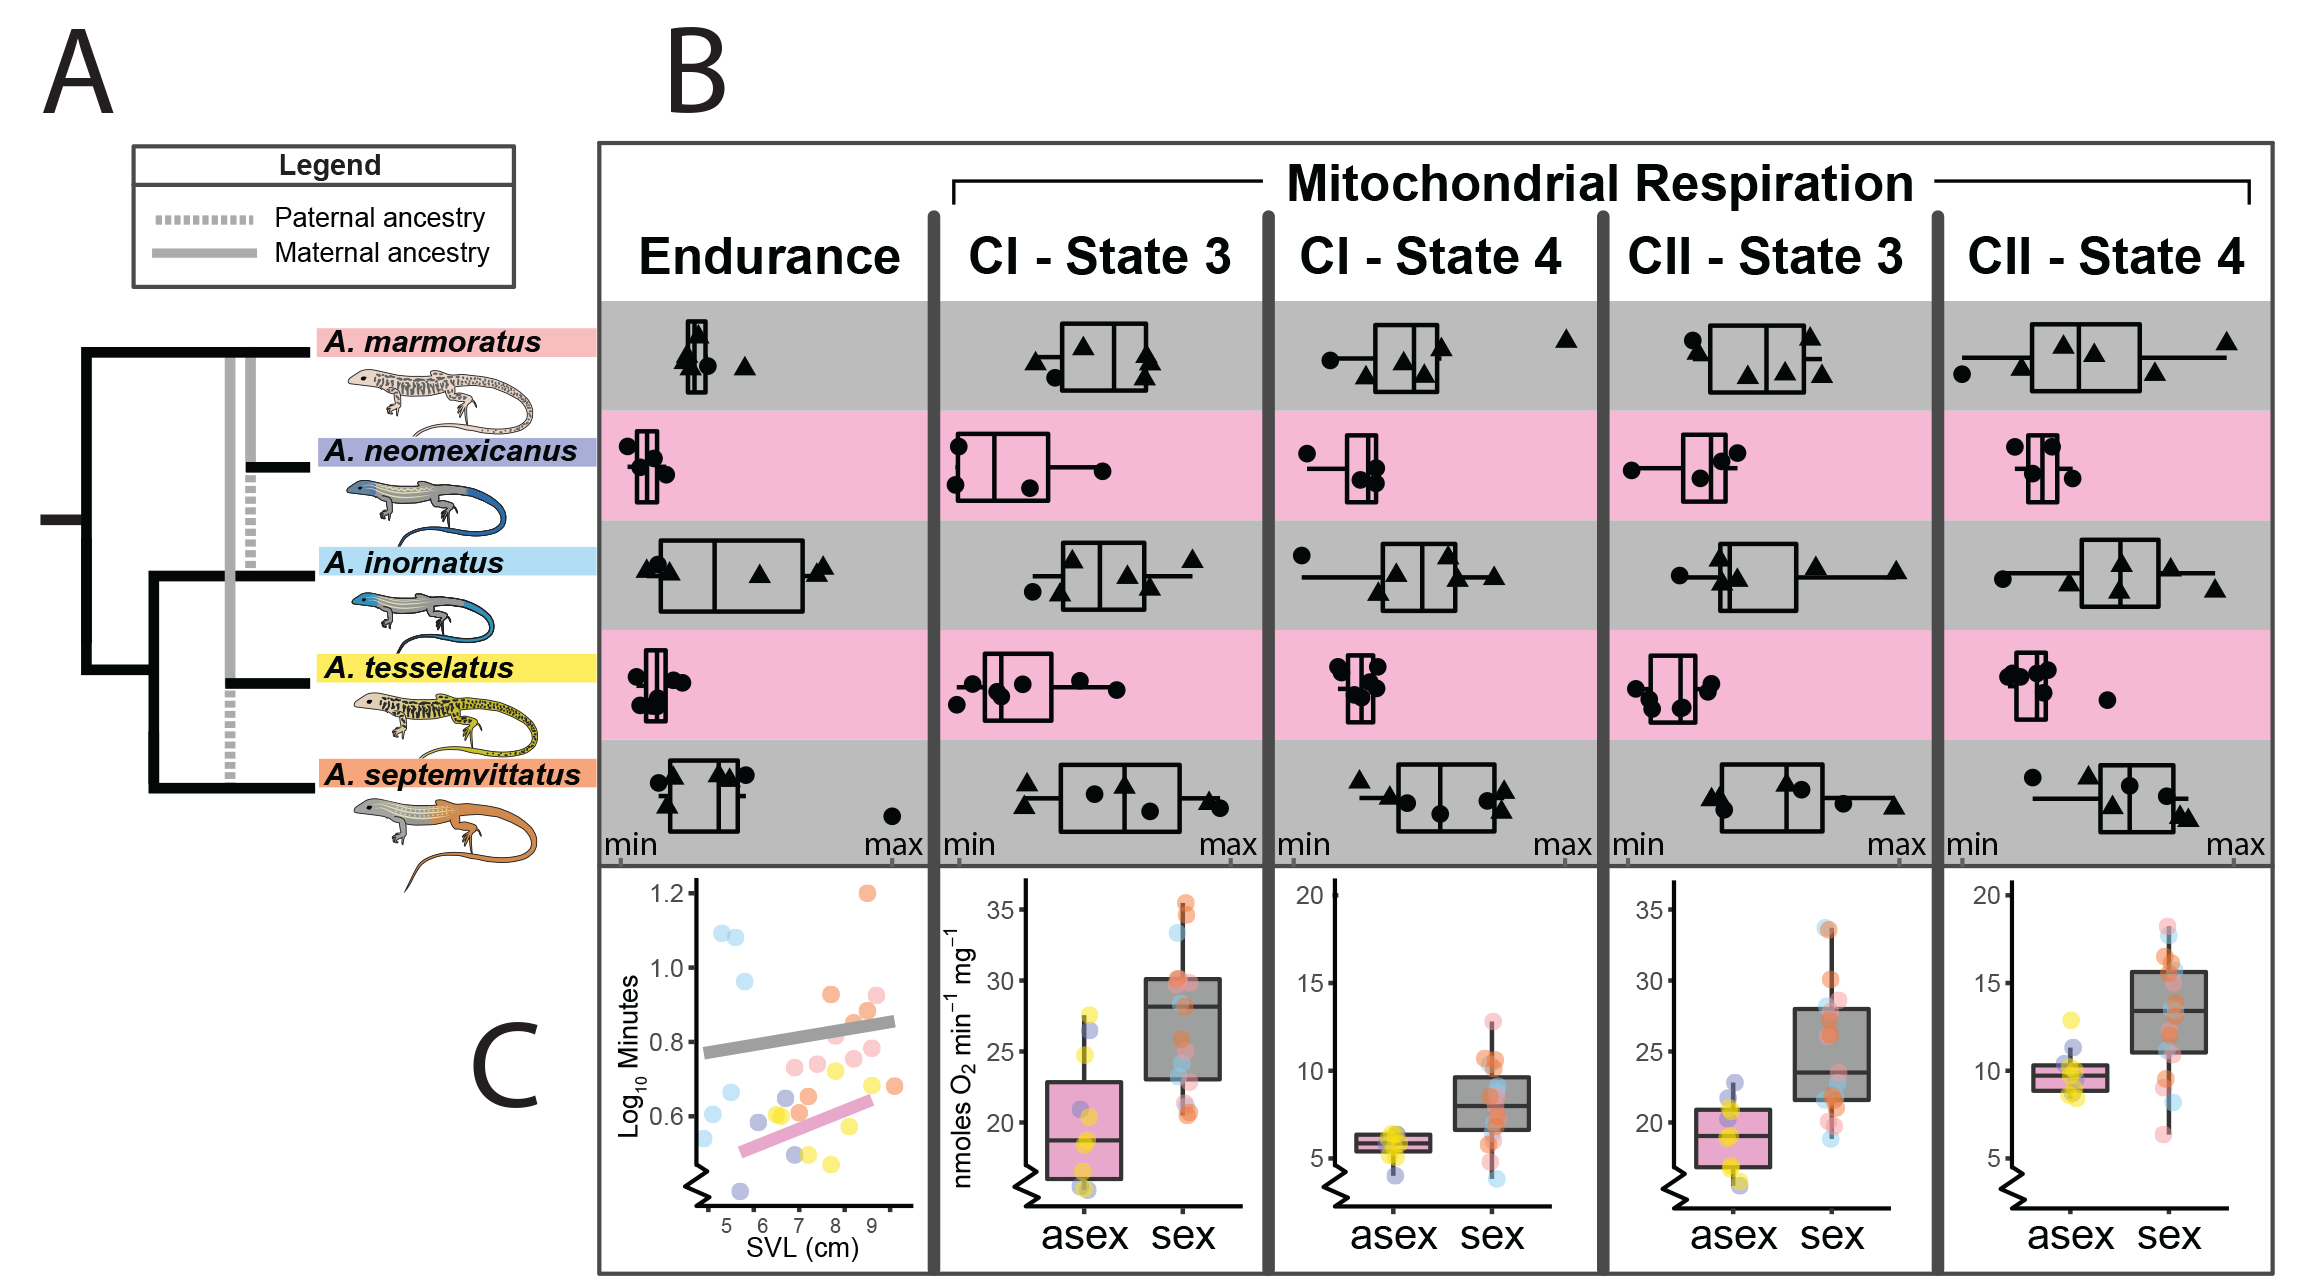 A
B
Legend
Paternal ancestry
Maternal ancestry
Mitochondrial Respiration
Endurance
CI - State 3
CI - State 4
CII - State 3
CII - State 4
A. marmoratus
A. neomexicanus
A. inornatus
A. tesselatus
A. septemvittatus
min max min max min max min max min max
C
Log10 Minutes
1.2
1.0
0.8
0.6
5 6 7 8 9
SVL (cm)
nmoles O2 min−1 mg−1
35
30
25
20
asex sex
20
15
10
5
asex sex
35
30
25
20
asex sex
20
15
10
5
asex sex